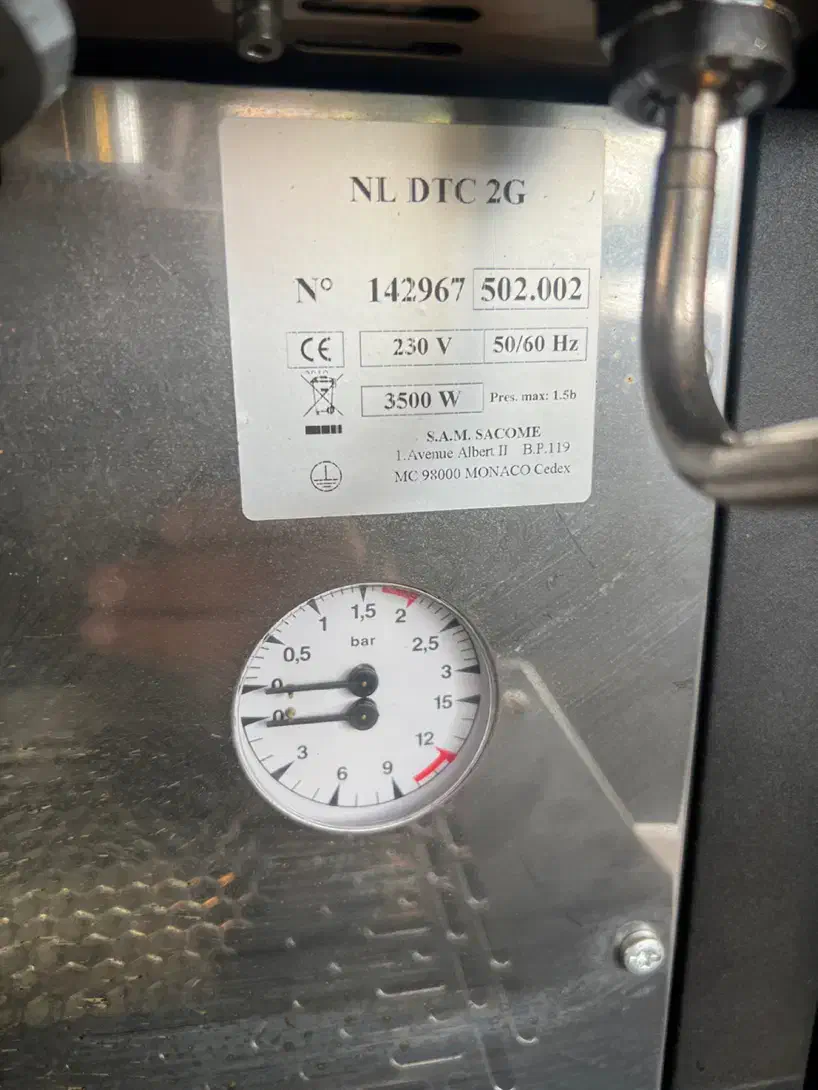 NL DTC 2G
N° 142967 502.002
CE 230 V 50/60 Hz
3500 W Pres. max: 1.5b
S.A.M. SACOME
1.Avenue Albert II B.P.119
MC 98000 MONACO Cedex
1 1,5 2
bar
0,5 2,5
0 3
0 15
3 12
6 9